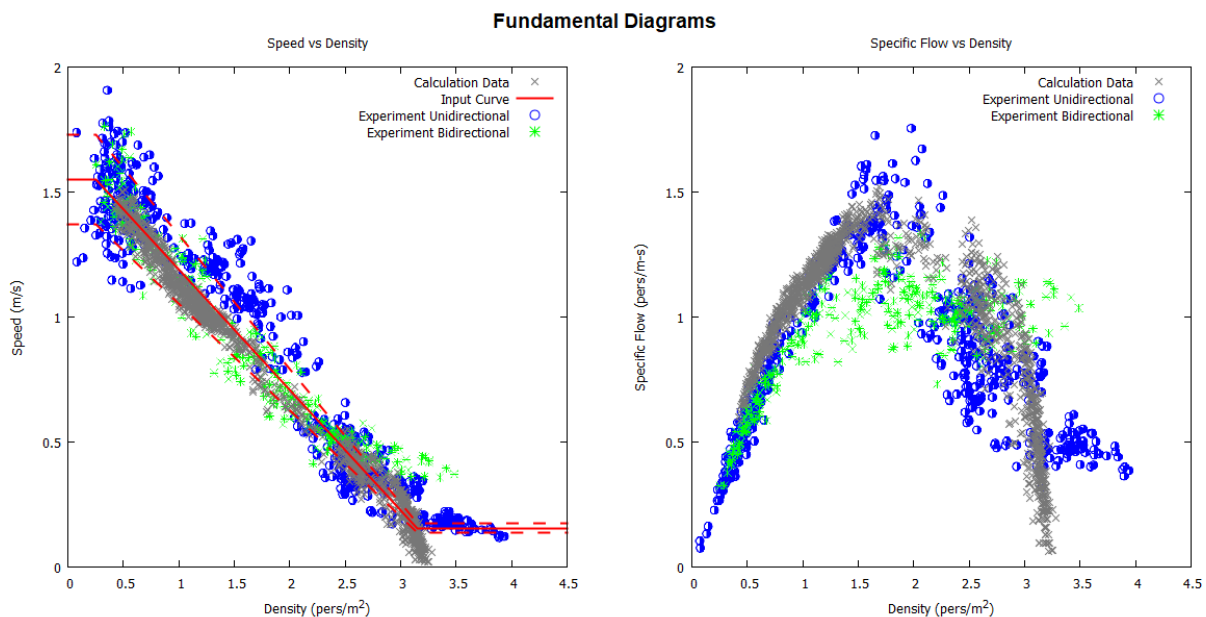 Fundamental Diagrams
Speed vs Density
Calculation Data
Input Curve
Experiment Unidirectional
Experiment Bidirectional
2
1.5
1
0.5
0
Speed (m/s)
0 0.5 1 1.5 2 2.5 3 3.5 4 4.5
Density (pers/m²)
Specific Flow vs Density
Calculation Data
Experiment Unidirectional
Experiment Bidirectional
2
1.5
1
0.5
0
Specific Flow (pers/m-s)
0 0.5 1 1.5 2 2.5 3 3.5 4 4.5
Density (pers/m²)